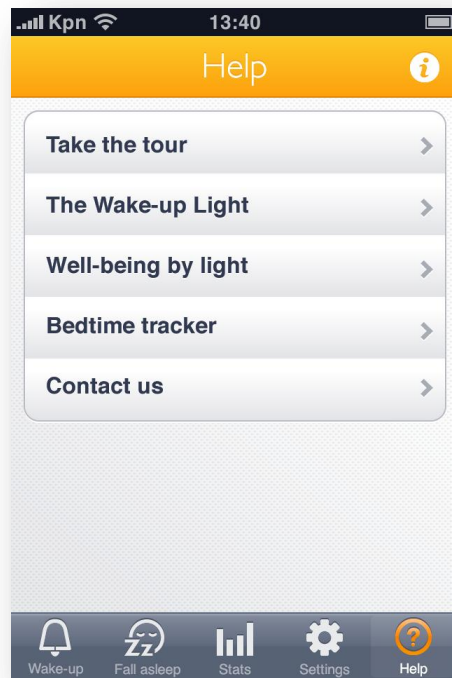 Kpn 13:40
Help
Take the tour
The Wake-up Light
Well-being by light
Bedtime tracker
Contact us
Wake-up Fall asleep Stats Settings Help